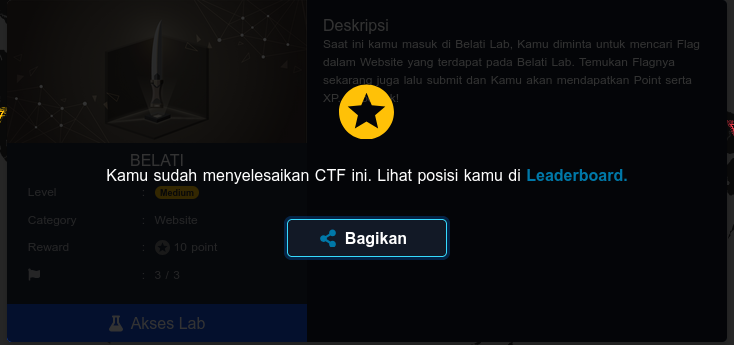 Deskripsi
Saat ini kamu masuk di Belati Lab, Kamu diminta untuk mencari Flag
dalam Website yang terdapat pada Belati Lab. Temukan Flagnya
sekarang juga lalu submit dan Kamu akan mendapatkan Point serta
XP
BELATI
Kamu sudah menyelesaikan CTF ini. Lihat posisi kamu di Leaderboard.
Level : Medium
Category : Website
Reward : 10 point
: 3 / 3
Bagikan
Akses Lab